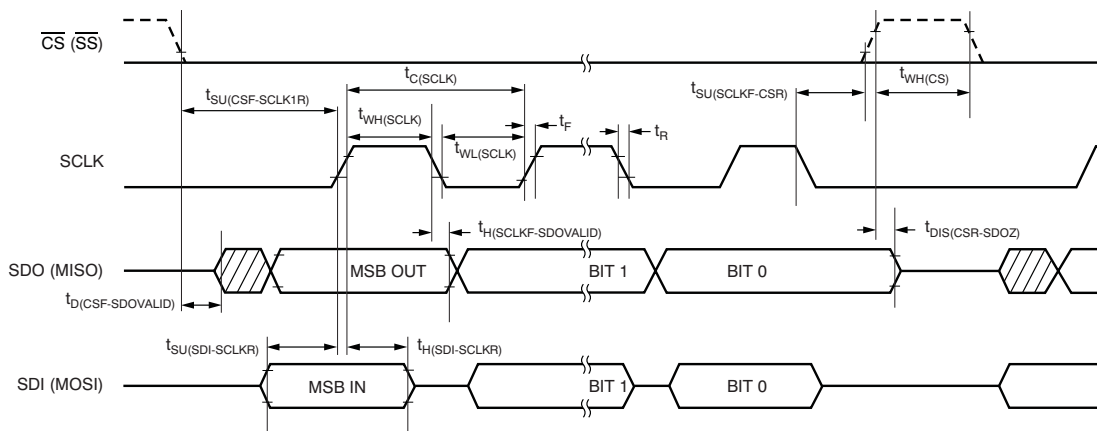 CS (SS)
tC(SCLK)
tWH(CS)
tSU(SCLKF-CSR)
tSU(CSF-SCLK1R)
tWH(SCLK)
tF
tR
tWL(SCLK)
SCLK
tH(SCLKF-SDOVALID)
tDIS(CSR-SDOZ)
SDO (MISO)
MSB OUT
BIT 1
BIT 0
tD(CSF-SDOVALID)
tSU(SDI-SCLKR)
tH(SDI-SCLKR)
SDI (MOSI)
MSB IN
BIT 1
BIT 0